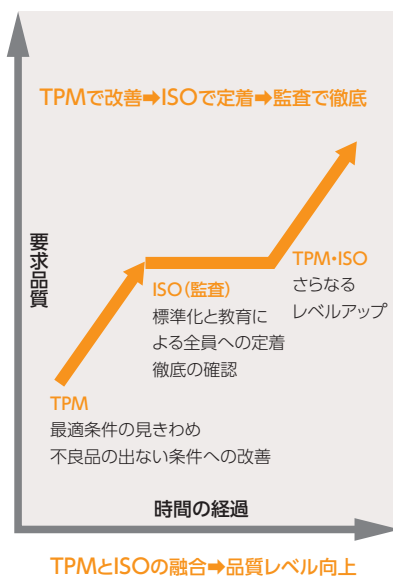 TPMで改善➡ISOで定着➡監査で徹底
要求品質
TPM・ISO
さらなる
レベルアップ
ISO（監査）
標準化と教育に
よる全員への定着
徹底の確認
TPM
最適条件の見きわめ
不良品の出ない条件への改善
時間の経過
TPMとISOの融合➡品質レベル向上